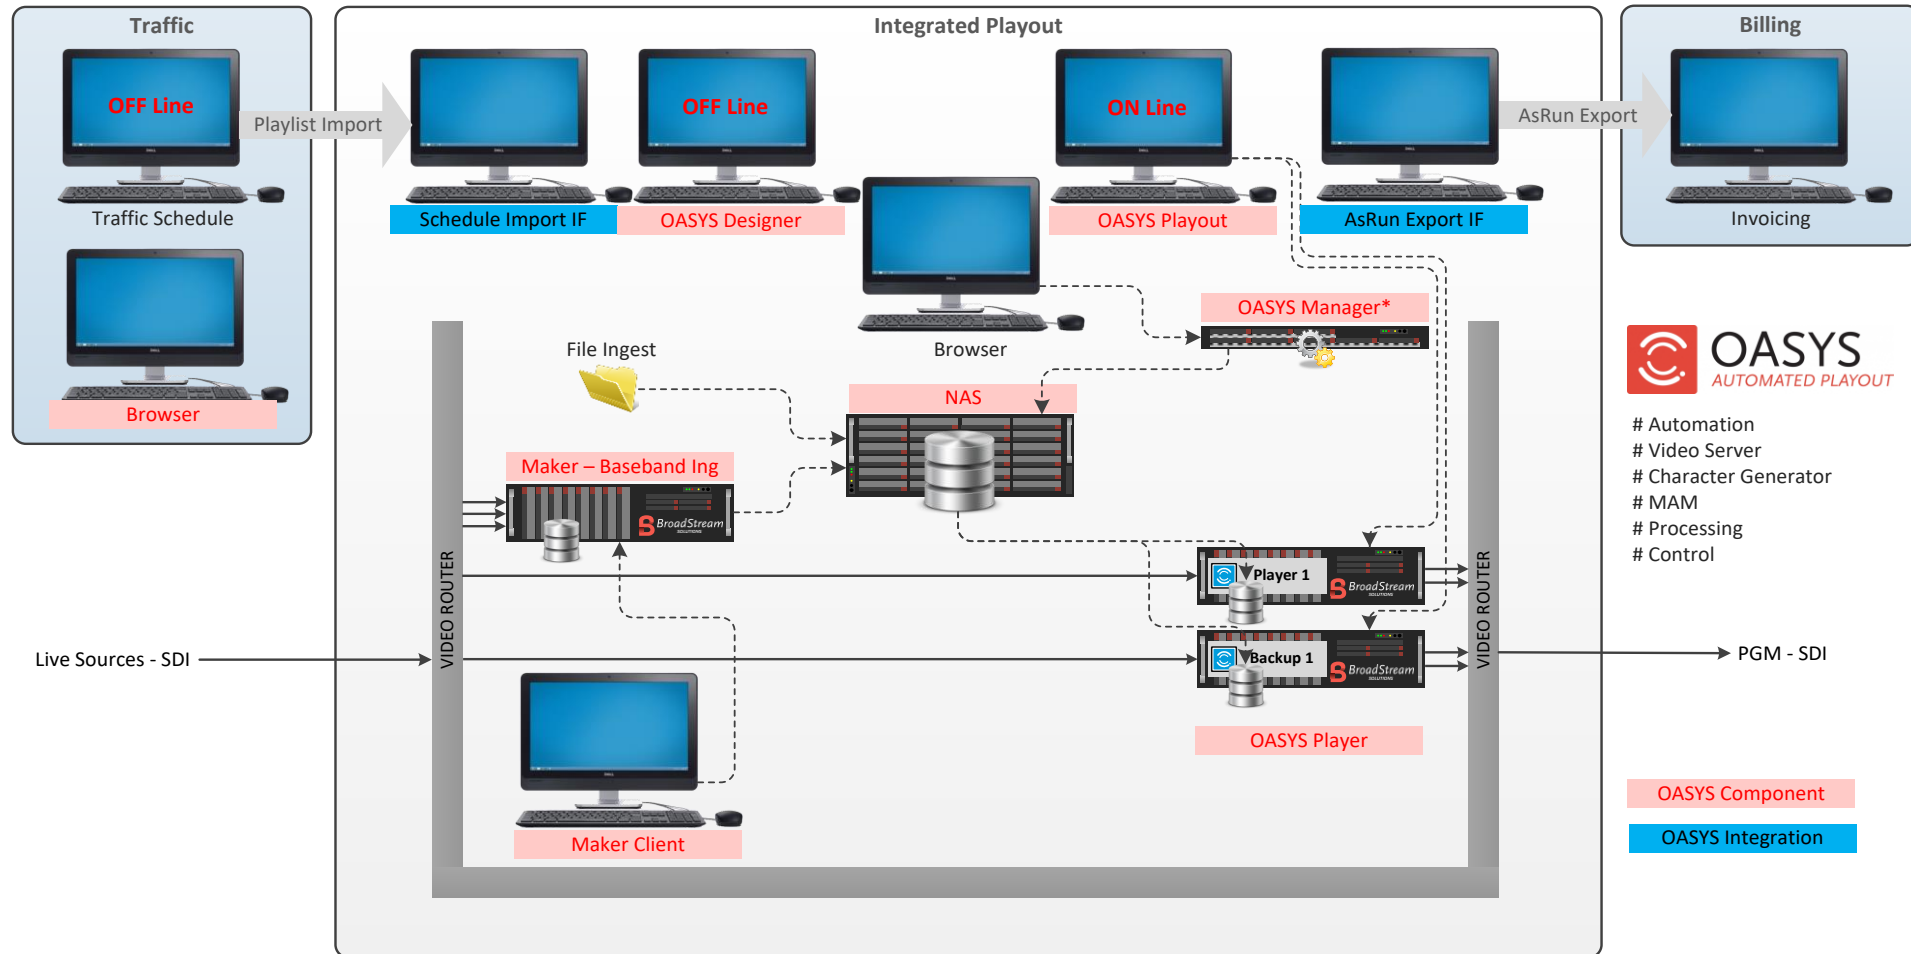 Traffic
Integrated Playout
Billing
OFF Line
OFF Line
ON Line
Playlist Import
AsRun Export
Traffic Schedule
Schedule Import IF
OASYS Designer
OASYS Playout
AsRun Export IF
Invoicing
OASYS Manager*
File Ingest
Browser
NAS
Browser
OASYS
AUTOMATED PLAYOUT
# Automation
# Video Server
# Character Generator
# MAM
# Processing
# Control
Maker – Baseband Ing
BroadStream
SOLUTIONS
VIDEO ROUTER
Player 1
BroadStream
SOLUTIONS
VIDEO ROUTER
Live Sources - SDI
Backup 1
BroadStream
SOLUTIONS
PGM - SDI
OASYS Player
Maker Client
OASYS Component
OASYS Integration